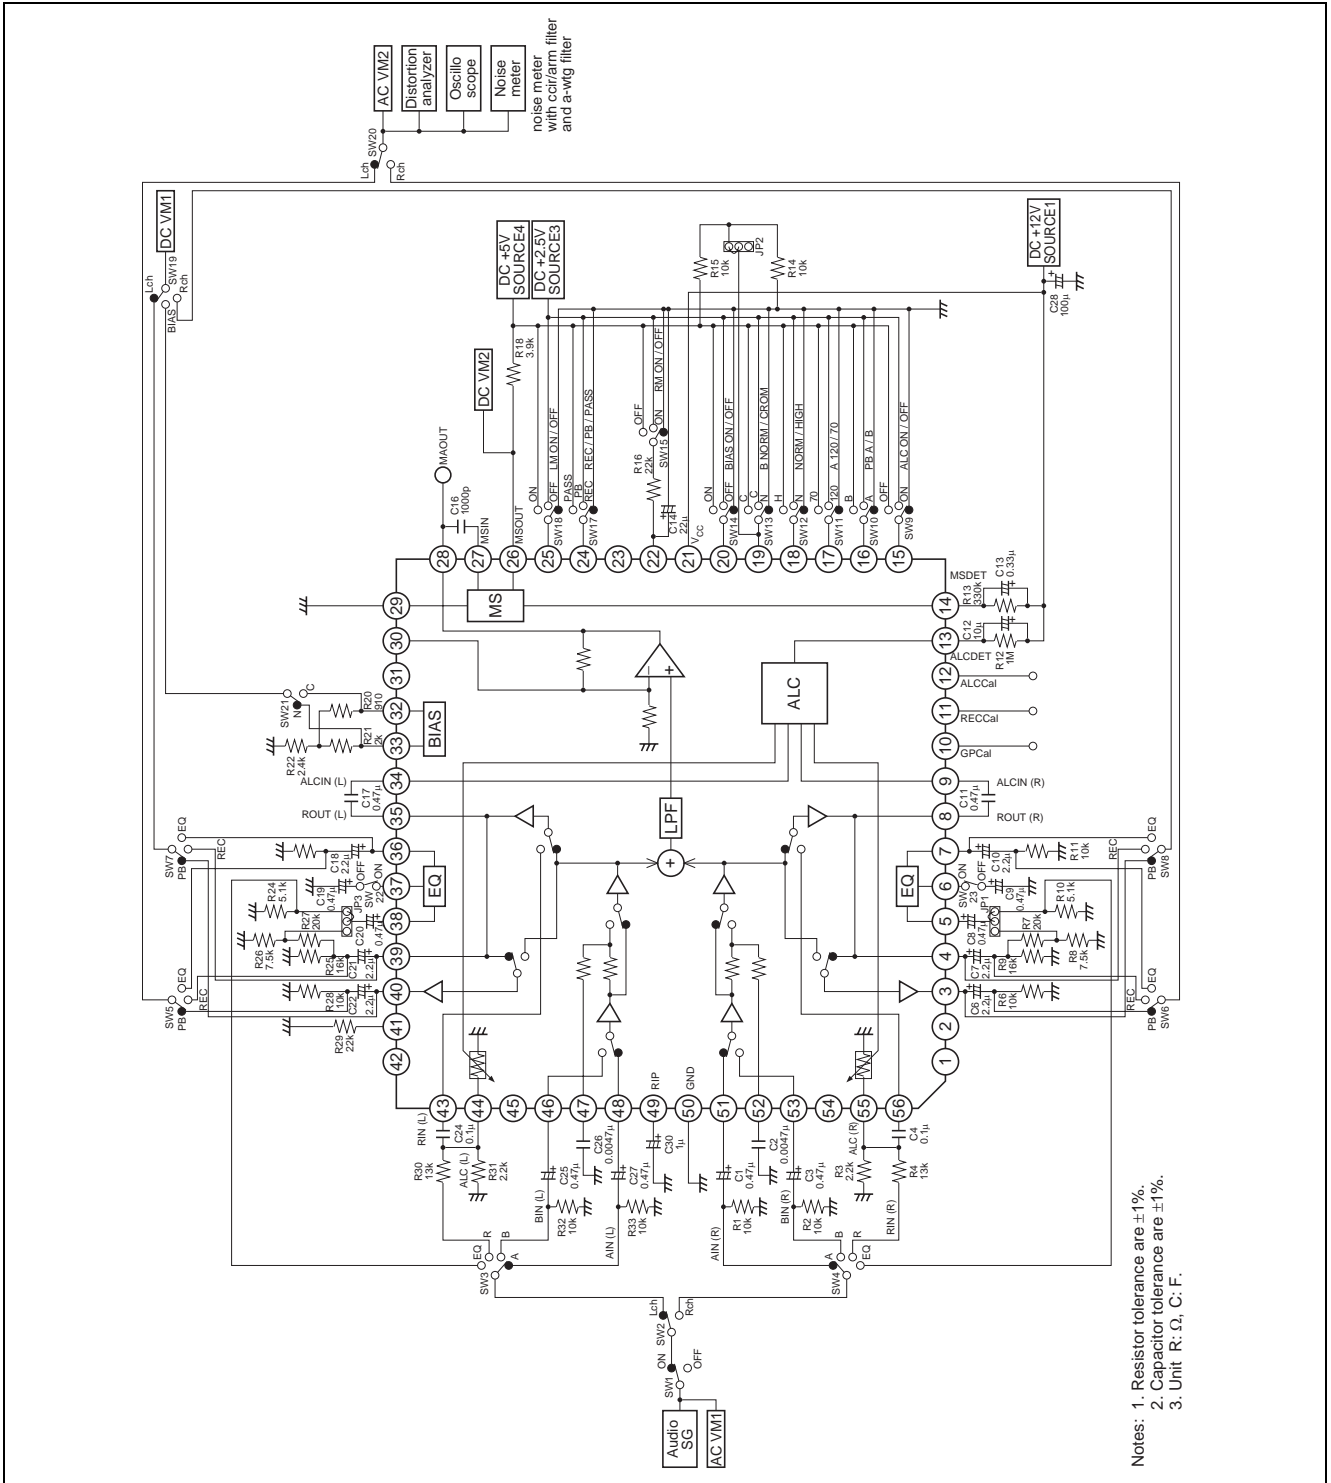 AC VM2
Distortion
analyzer
Oscillo
scope
Noise
meter
noise meter
with ccir/arm filter
and a-wtg filter
SW20
Lch
Rch
DC VM1
SW19
Lch
Rch
BIAS
DC +5V
SOURCE4
DC +2.5V
SOURCE3
DC VM2
R18
3.9k
R15
10k
JP2
R14
10k
DC +12V
SOURCE1
C28
100µ
MAOUT
C16
1000p
MSIN
MSOUT
ON
OFF
LM ON / OFF
SW18
PASS
PB
REC
REC / PB / PASS
SW17
OFF
ON
RM ON / OFF
SW15
R16
22k
C14
22µ
VCC
ON
OFF
BIAS ON / OFF
SW14
C
C
N
B NORM / CROM
SW13
H
N
NORM / HIGH
SW12
70
120
A 120 / 70
SW11
B
A
PB A / B
SW10
OFF
ON
ALC ON / OFF
SW9
28
27
26
25
24
23
22
21
20
19
18
17
16
15
MS
LPF
ALC
BIAS
EQ
EQ
29
30
31
32
33
34
35
36
37
38
39
40
41
42
14
13
12
11
10
9
8
7
6
5
4
3
2
1
43
44
45
46
47
48
49
50
51
52
53
54
55
56
MSDET
R13
330k
C13
0.33µ
C12
10µ
R12
1M
ALCDET
ALCCal
RECCal
GPCal
ALCIN (R)
C11
0.47µ
ROUT (R)
SW21
N
C
R20
910
R21
2k
R22
2.4k
ALCIN (L)
C17
0.47µ
ROUT (L)
SW7
EQ
REC
PB
C18
2.2µ
R24
5.1k
C19
0.47µ
JP3
OFF
ON
SW
22
R27
20k
C20
0.47µ
R26
7.5k
R25
16k
C21
2.2µ
SW5
EQ
REC
PB
R28
10k
C22
2.2µ
R29
22k
C10
2.2µ
R11
10k
EQ
REC
PB
SW8
ON
OFF
SW
23
C9
0.47µ
JP1
R10
5.1k
C8
0.47µ
R7
20k
R8
7.5k
C7
2.2µ
R9
16k
C6
2.2µ
R6
10k
EQ
REC
PB
SW6
RIN (L)
C24
0.1µ
R30
13k
ALC (L)
R31
2.2k
BIN (L)
C25
0.47µ
R32
10k
C26
0.0047µ
AIN (L)
C27
0.47µ
R33
10k
RIP
C30
1µ
GND
AIN (R)
C1
0.47µ
R1
10k
C2
0.0047µ
BIN (R)
C3
0.47µ
R2
10k
ALC (R)
R3
2.2k
RIN (R)
R4
13k
C4
0.1µ
SW3
EQ
R
B
A
SW4
A
B
R
EQ
SW2
Lch
Rch
SW1
ON
OFF
Audio
SG
AC VM1
Notes: 1. Resistor tolerance are ±1%.
2. Capacitor tolerance are ±1%.
3. Unit R: Ω, C: F.